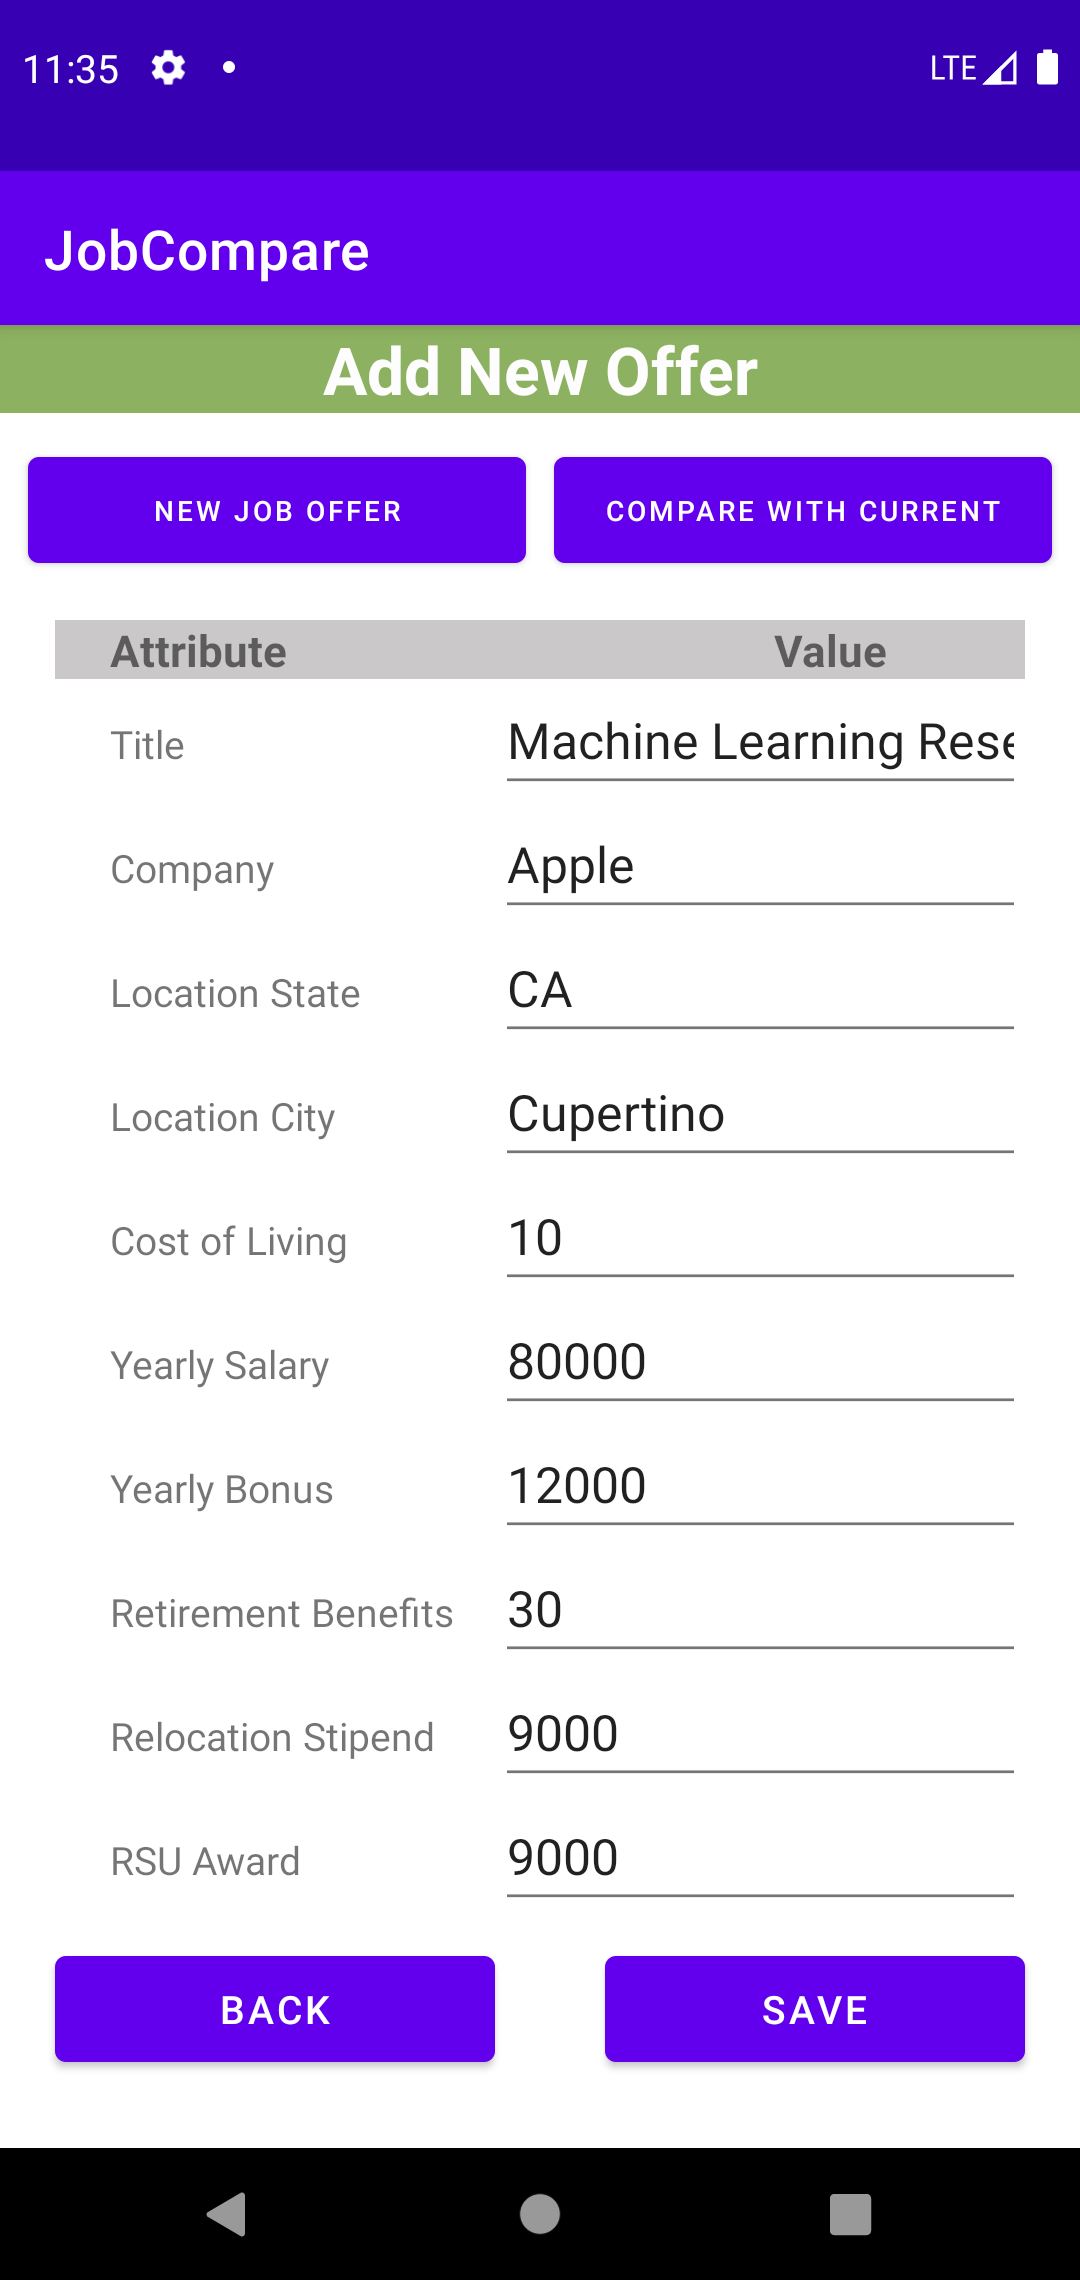 11:35 LTE
JobCompare
Add New Offer
NEW JOB OFFER COMPARE WITH CURRENT
Attribute Value
Title Machine Learning Rese
Company Apple
Location State CA
Location City Cupertino
Cost of Living 10
Yearly Salary 80000
Yearly Bonus 12000
Retirement Benefits 30
Relocation Stipend 9000
RSU Award 9000
BACK SAVE